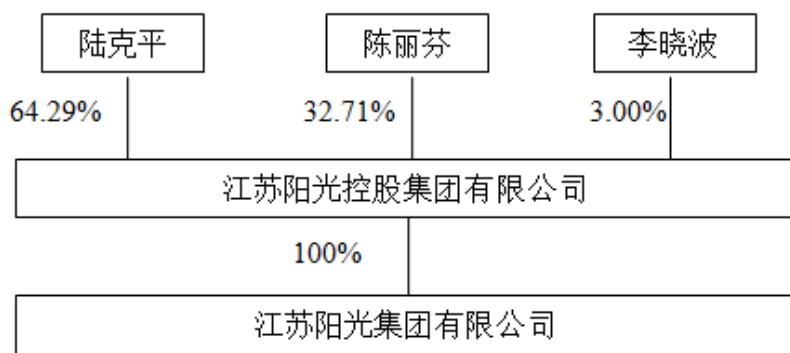 陆克平 陈丽芬 李晓波
64.29% 32.71% 3.00%
江苏阳光控股集团有限公司
100%
江苏阳光集团有限公司